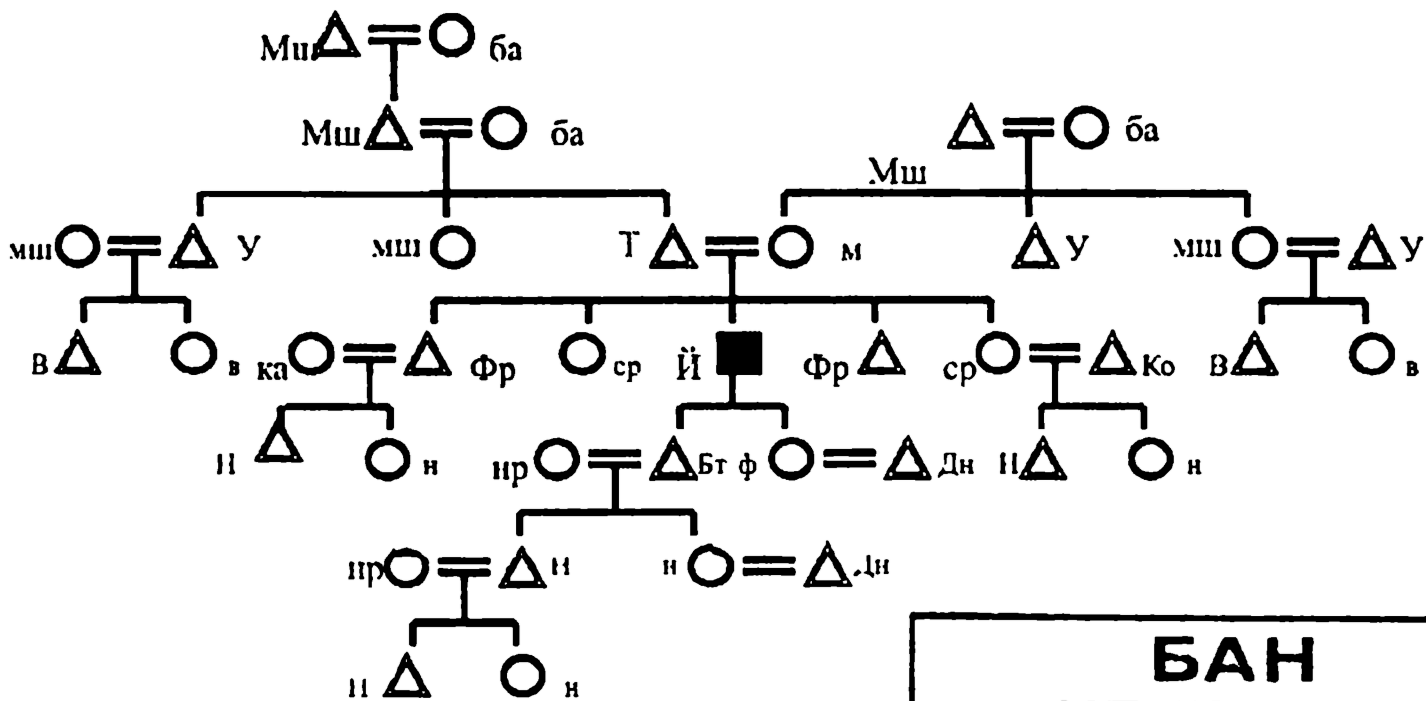 Мш ба
Мш ба ба
Мш
мш У мш Т м У мш У
В в ка Фр ср Й Фр ср Ко В в
Н н нр Бт ф Дн Н н
нр Н н Дн
Н н
БАН